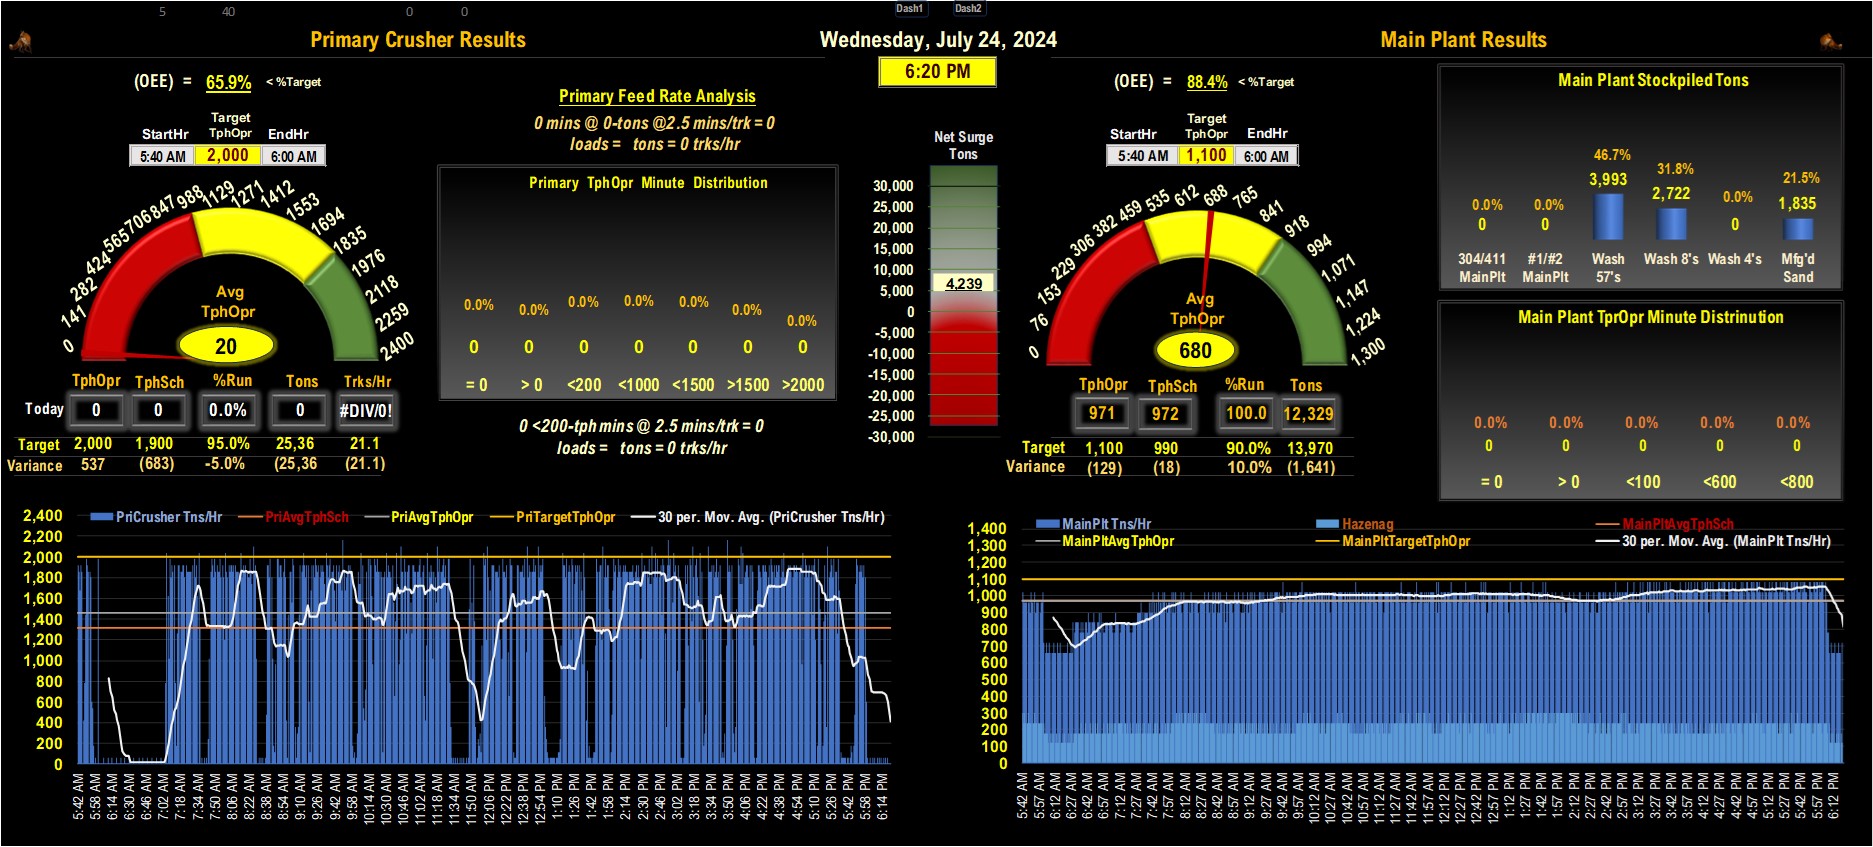 5 40 0 0 Dash1 Dash2
Primary Crusher Results
Wednesday, July 24, 2024
Main Plant Results
6:20 PM
(OEE) = 65.9% < %Target
Target
StartHr TphOpr EndHr
5:40 AM 2,000 6:00 AM
0 141 282 424 565 706 847 988 1129 1271 1412 1553 1694 1835 1976 2118 2259 2400
Avg
TphOpr
20
TphOpr TphSch %Run Tons Trks/Hr
Today 0 0 0.0% 0 #DIV/0!
Target 2,000 1,900 95.0% 25,36 21.1
Variance 537 (683) -5.0% (25,36 (21.1)
Primary Feed Rate Analysis
0 mins @ 0-tons @2.5 mins/trk = 0
loads = tons = 0 trks/hr
Primary TphOpr Minute Distribution
0.0% 0.0% 0.0% 0.0% 0.0% 0.0% 0.0%
0 0 0 0 0 0 0
= 0 > 0 <200 <1000 <1500 >1500 >2000
0 <200-tph mins @ 2.5 mins/trk = 0
loads = tons = 0 trks/hr
Net Surge
Tons
30,000
25,000
20,000
15,000
10,000
4,239
5,000
0
-5,000
-10,000
-15,000
-20,000
-25,000
-30,000
(OEE) = 88.4% < %Target
Target
StartHr TphOpr EndHr
5:40 AM 1,100 6:00 AM
0 76 153 229 306 382 459 535 612 688 765 841 918 994 1,071 1,147 1,224 1,300
Avg
TphOpr
680
TphOpr TphSch %Run Tons
971 972 100.0 12,329
Target 1,100 990 90.0% 13,970
Variance (129) (18) 10.0% (1,641)
Main Plant Stockpiled Tons
0.0% 0.0% 46.7% 31.8% 0.0% 21.5%
0 0 3,993 2,722 0 1,835
304/411 #1/#2 Wash Wash 8's Wash 4's Mfg'd
MainPlt MainPlt 57's Sand
Main Plant TprOpr Minute Distrinution
0.0% 0.0% 0.0% 0.0% 0.0%
0 0 0 0 0
= 0 > 0 <100 <600 <800
PriCrusher Tns/Hr PriAvgTphSch PriAvgTphOpr PriTargetTphOpr 30 per. Mov. Avg. (PriCrusher Tns/Hr)
2,400
2,200
2,000
1,800
1,600
1,400
1,200
1,000
800
600
400
200
0
5:42 AM 5:58 AM 6:14 AM 6:30 AM 6:46 AM 7:02 AM 7:18 AM 7:34 AM 7:50 AM 8:06 AM 8:22 AM 8:38 AM 8:54 AM 9:10 AM 9:26 AM 9:42 AM 9:58 AM 10:14 AM 10:30 AM 10:46 AM 11:02 AM 11:18 AM 11:34 AM 11:50 AM 12:06 PM 12:22 PM 12:38 PM 12:54 PM 1:10 PM 1:26 PM 1:42 PM 1:58 PM 2:14 PM 2:30 PM 2:46 PM 3:02 PM 3:18 PM 3:34 PM 3:50 PM 4:06 PM 4:22 PM 4:38 PM 4:54 PM 5:10 PM 5:26 PM 5:42 PM 5:58 PM 6:14 PM
MainPlt Tns/Hr Hazenag MainPltAvgTphSch
MainPltAvgTphOpr MainPltTargetTphOpr 30 per. Mov. Avg. (MainPlt Tns/Hr)
1,400
1,300
1,200
1,100
1,000
900
800
700
600
500
400
300
200
100
0
5:42 AM 5:57 AM 6:12 AM 6:27 AM 6:42 AM 6:57 AM 7:12 AM 7:27 AM 7:42 AM 7:57 AM 8:12 AM 8:27 AM 8:42 AM 8:57 AM 9:12 AM 9:27 AM 9:42 AM 9:57 AM 10:12 AM 10:27 AM 10:42 AM 10:57 AM 11:12 AM 11:27 AM 11:42 AM 11:57 AM 12:12 PM 12:27 PM 12:42 PM 12:57 PM 1:12 PM 1:27 PM 1:42 PM 1:57 PM 2:12 PM 2:27 PM 2:42 PM 2:57 PM 3:12 PM 3:27 PM 3:42 PM 3:57 PM 4:12 PM 4:27 PM 4:42 PM 4:57 PM 5:12 PM 5:27 PM 5:42 PM 5:57 PM 6:12 PM